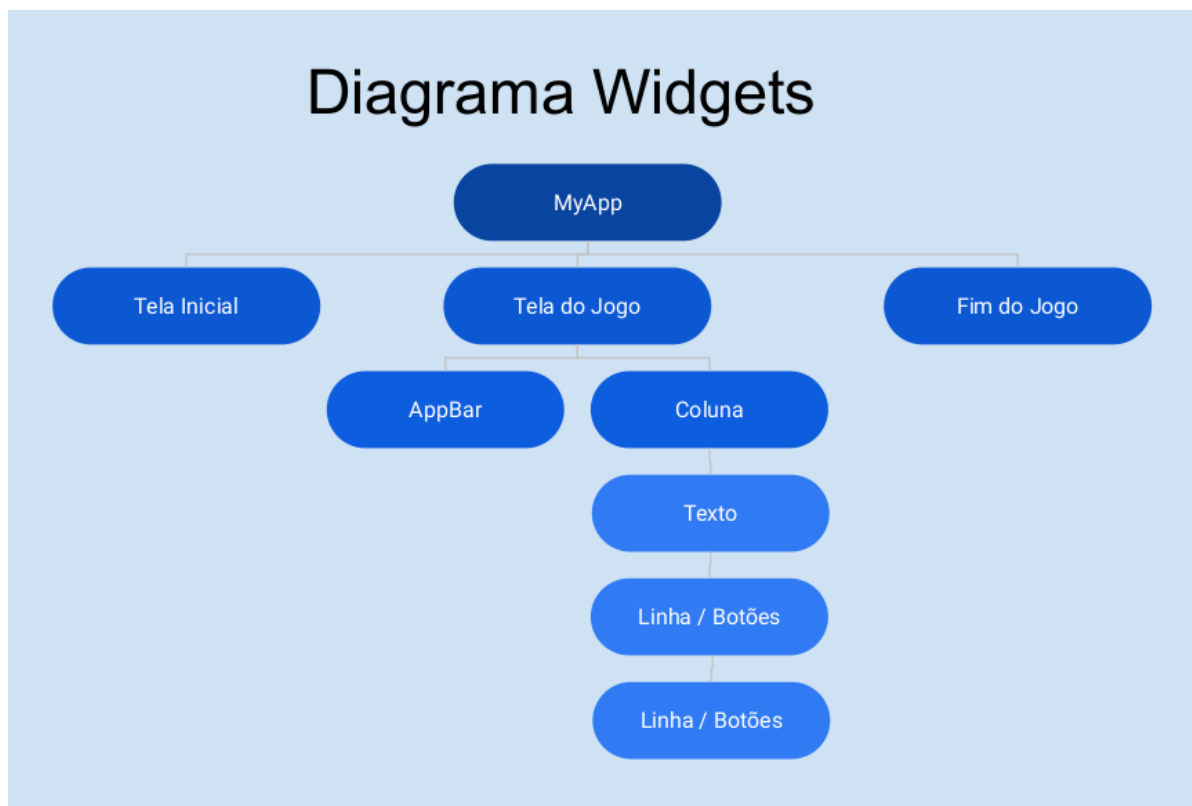 Diagrama Widgets
MyApp
Tela Inicial
Tela do Jogo
Fim do Jogo
AppBar
Coluna
Texto
Linha / Botões
Linha / Botões